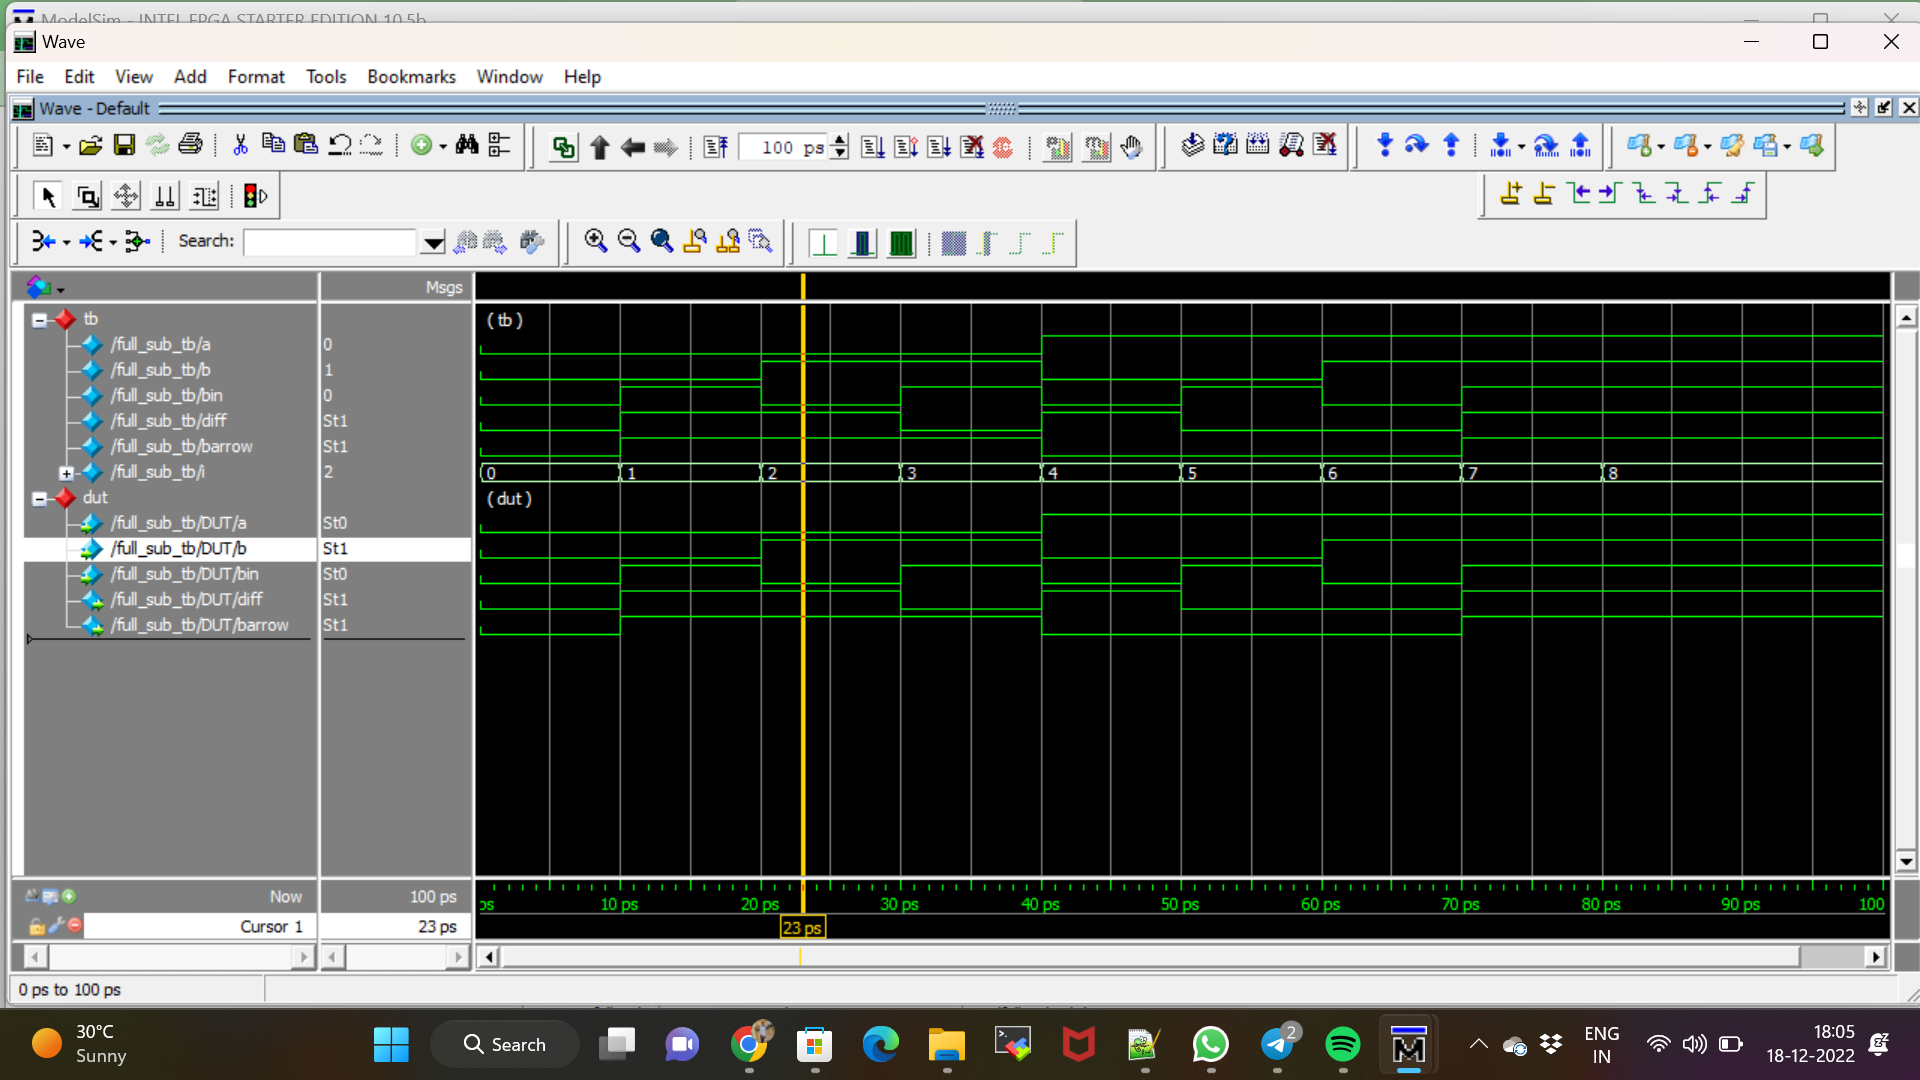 ModelSim - INTEL FPGA STARTER EDITION 10.5b
Wave
File Edit View Add Format Tools Bookmarks Window Help
Wave - Default
100 ps
Search:
Msgs
tb
(tb)
/full_sub_tb/a 0
/full_sub_tb/b 1
/full_sub_tb/bin 0
/full_sub_tb/diff St1
/full_sub_tb/barrow St1
/full_sub_tb/i 2 0 1 2 3 4 5 6 7 8
dut
(dut)
/full_sub_tb/DUT/a St0
/full_sub_tb/DUT/b St1
/full_sub_tb/DUT/bin St0
/full_sub_tb/DUT/diff St1
/full_sub_tb/DUT/barrow St1
Now 100 ps
ps 10 ps 20 ps 30 ps 40 ps 50 ps 60 ps 70 ps 80 ps 90 ps 100
Cursor 1 23 ps 23 ps
0 ps to 100 ps
30°C
Sunny
Search
2
ENG
IN
18:05
18-12-2022